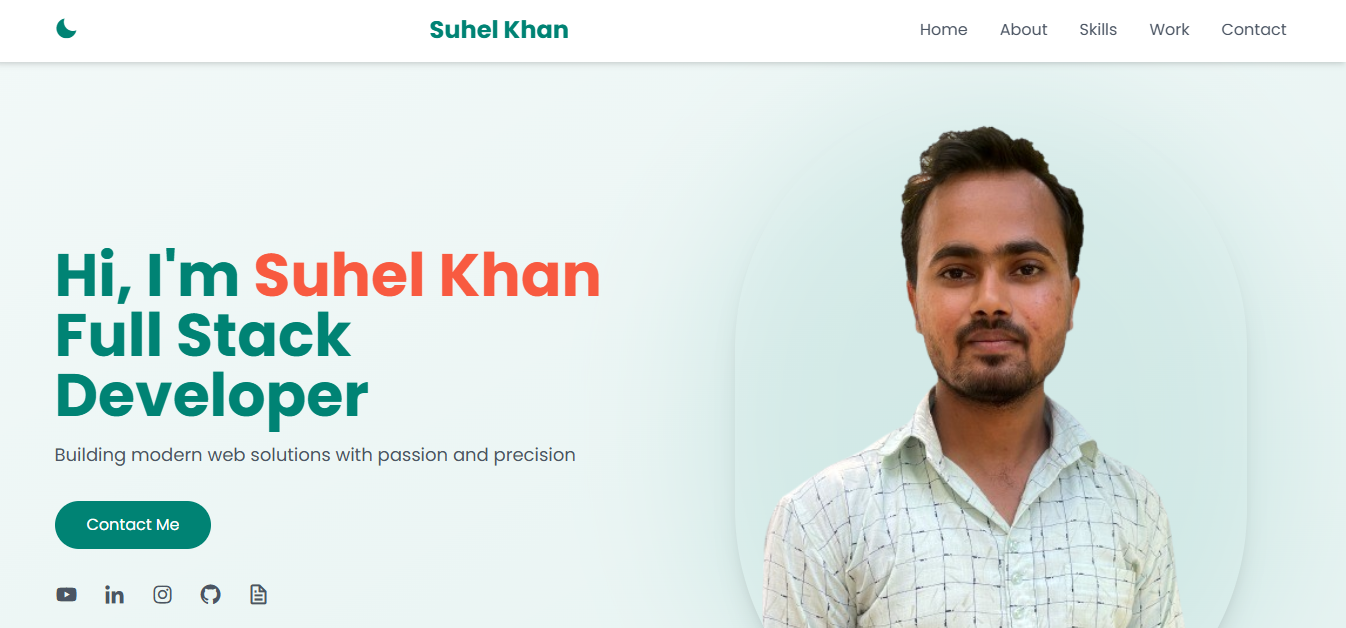 Suhel Khan
Home About Skills Work Contact
Hi, I'm Suhel Khan
Full Stack
Developer
Building modern web solutions with passion and precision
Contact Me